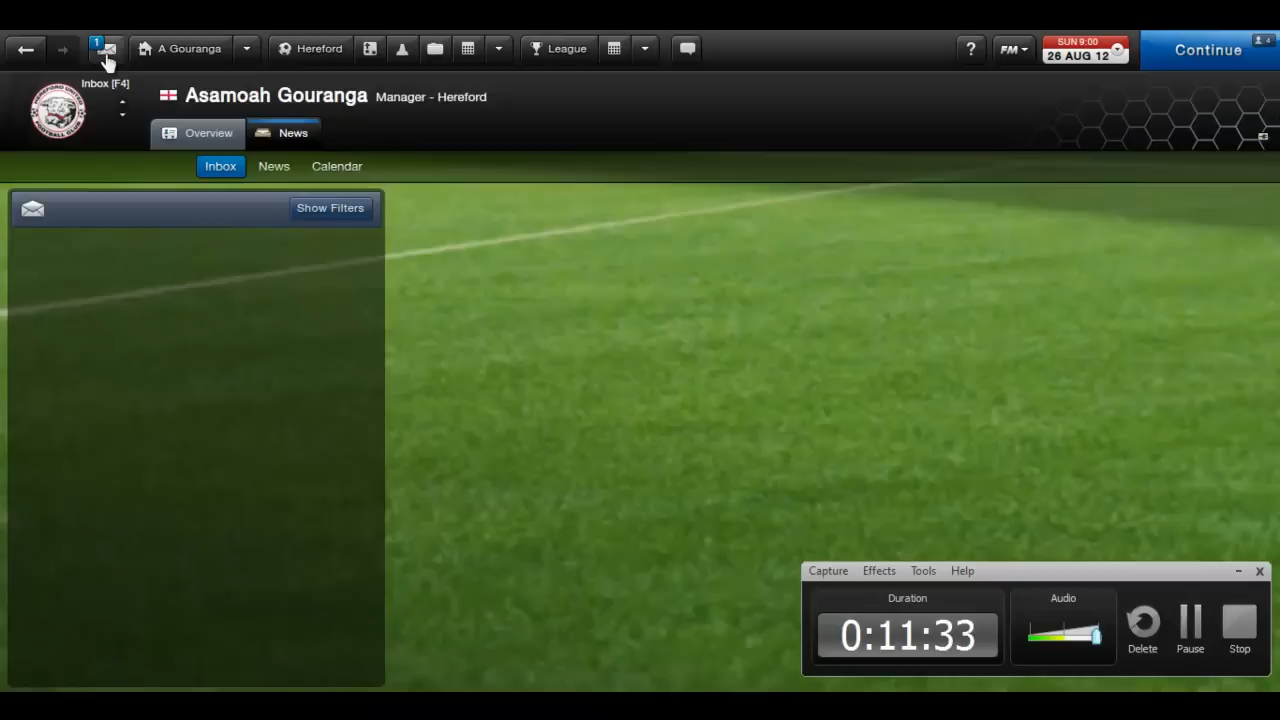 1
A Gouranga
Hereford
League
?
FM
SUN 9:00
26 AUG 12
Continue
4
Inbox [F4]
Asamoah Gouranga Manager - Hereford
Overview
News
Inbox
News
Calendar
Show Filters
Capture Effects Tools Help
Duration
0:11:33
Audio
Delete
Pause
Stop